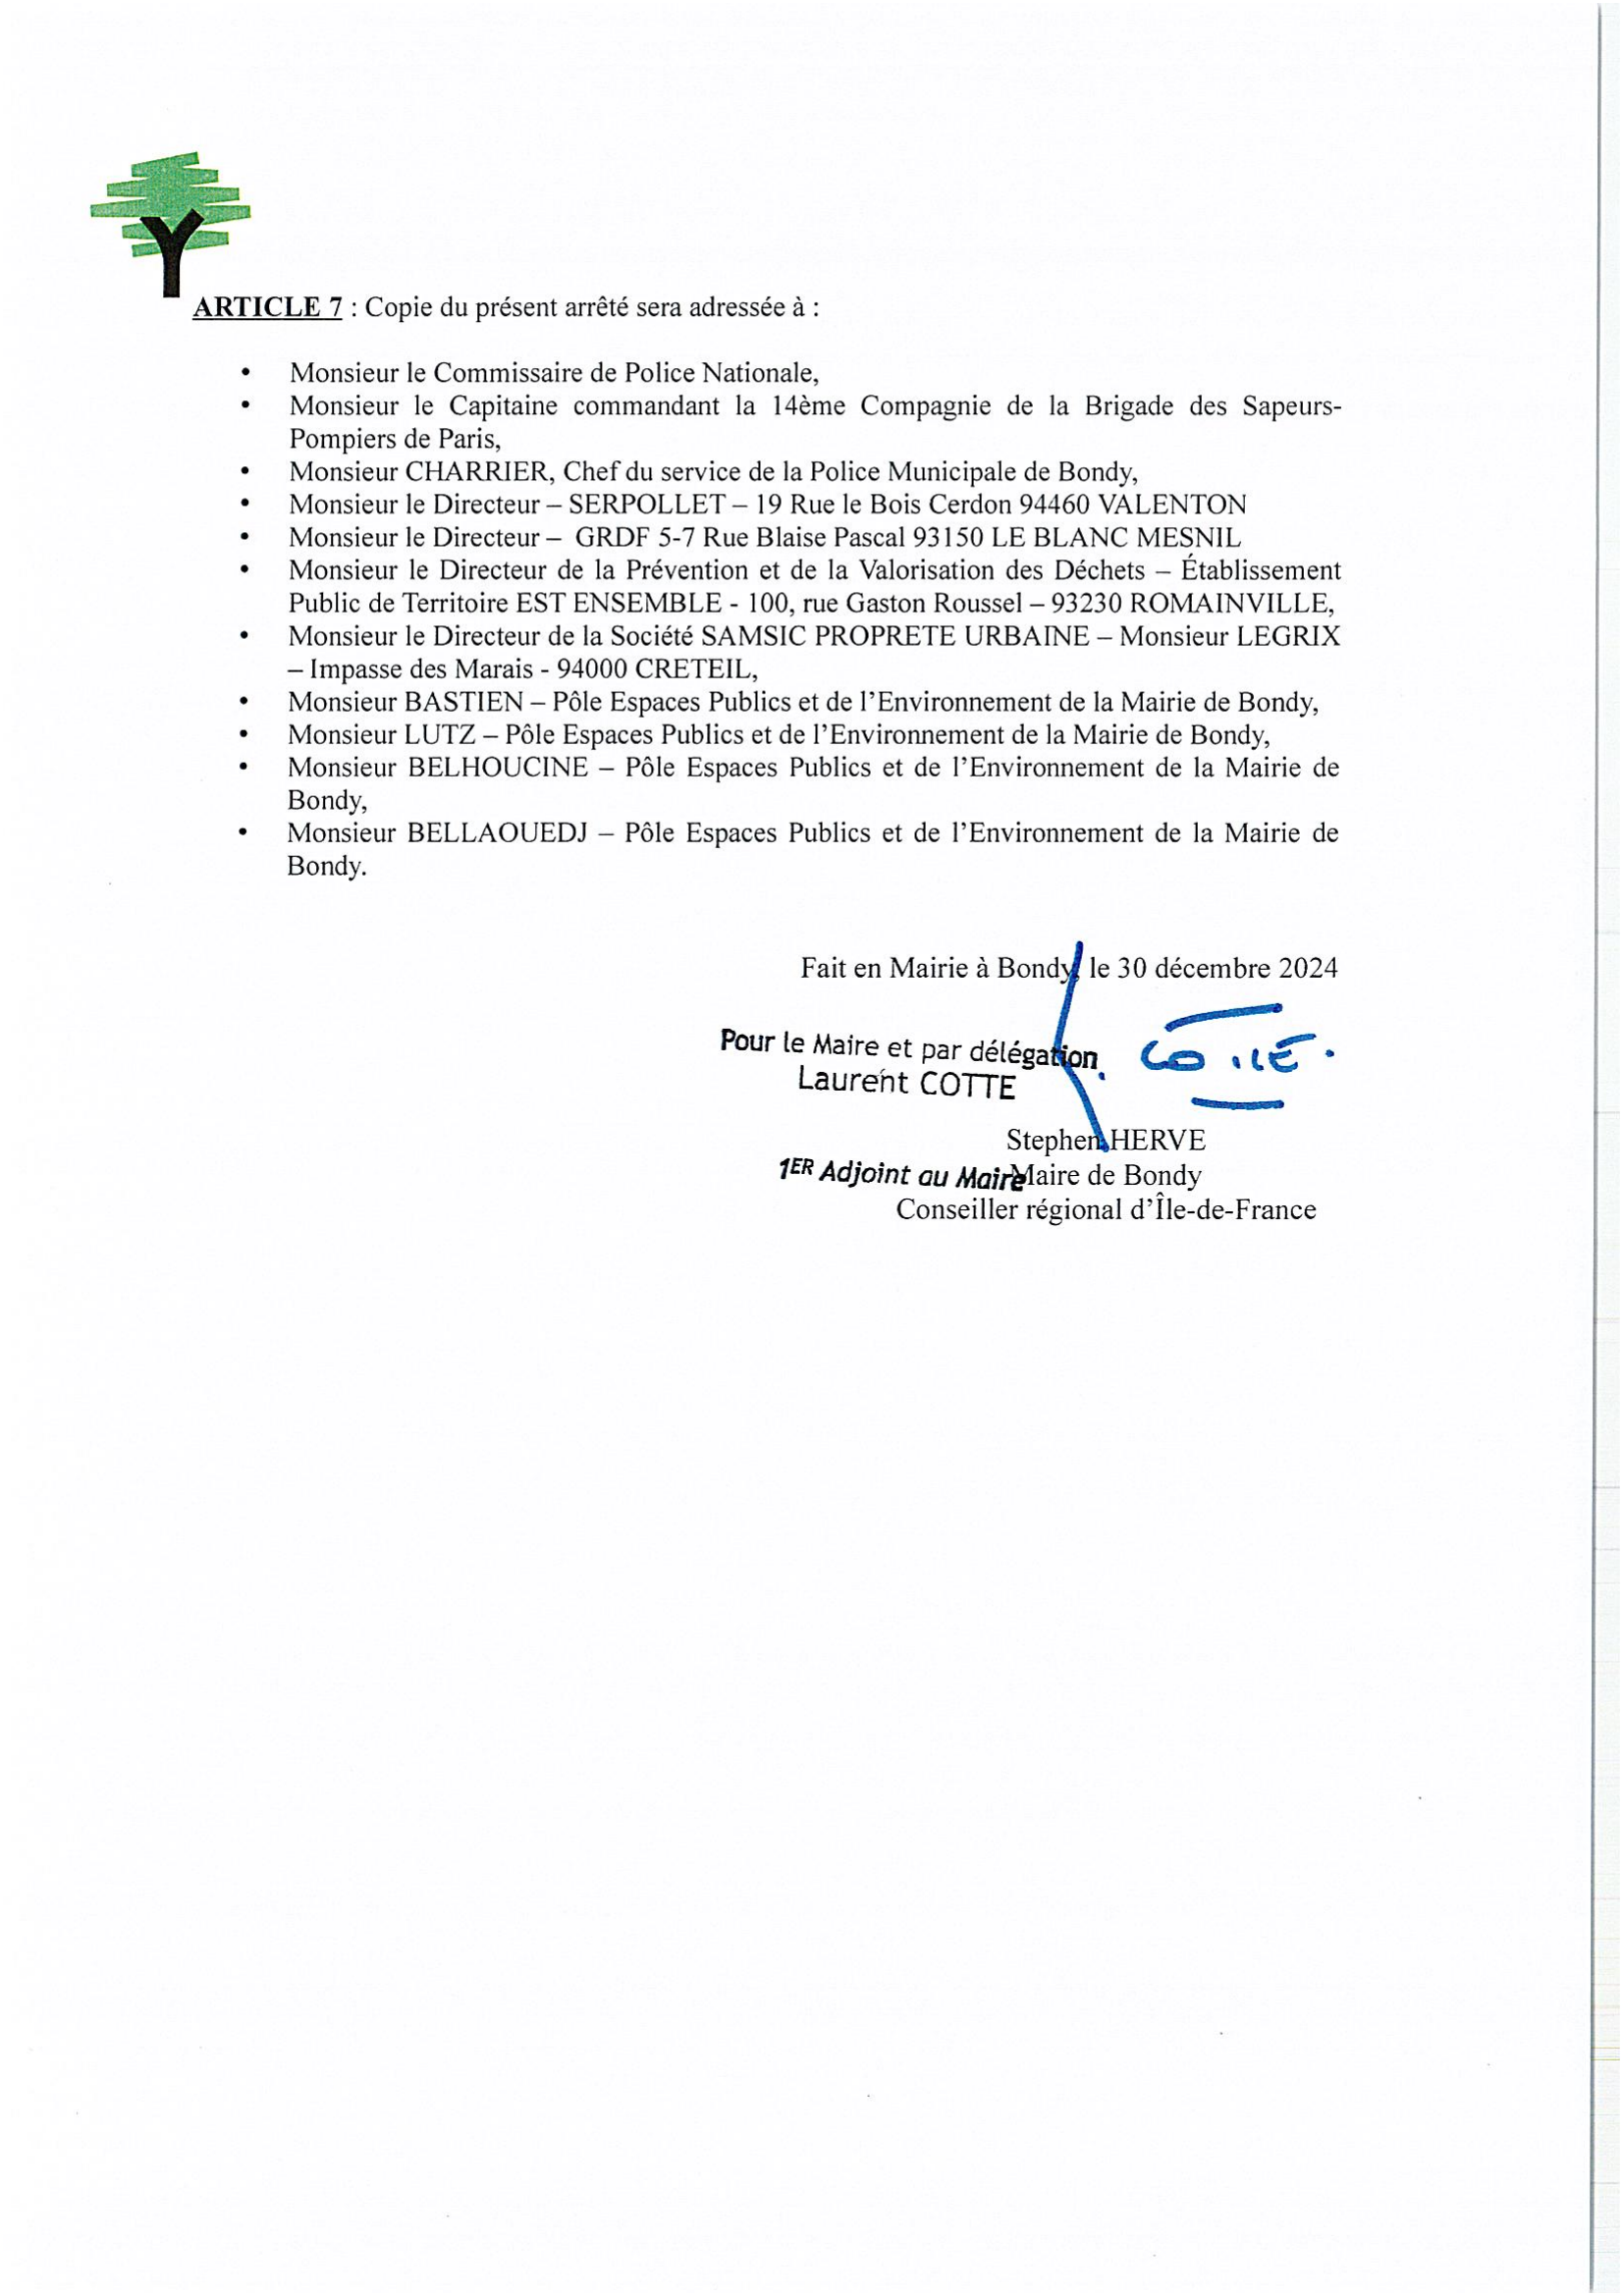 ARTICLE 7 : Copie du présent arrêté sera adressée à :
• Monsieur le Commissaire de Police Nationale,
• Monsieur le Capitaine commandant la 14ème Compagnie de la Brigade des Sapeurs-
Pompiers de Paris,
• Monsieur CHARRIER, Chef du service de la Police Municipale de Bondy,
• Monsieur le Directeur – SERPOLLET – 19 Rue le Bois Cerdon 94460 VALENTON
• Monsieur le Directeur – GRDF 5-7 Rue Blaise Pascal 93150 LE BLANC MESNIL
• Monsieur le Directeur de la Prévention et de la Valorisation des Déchets – Établissement
Public de Territoire EST ENSEMBLE - 100, rue Gaston Roussel – 93230 ROMAINVILLE,
• Monsieur le Directeur de la Société SAMSIC PROPRETE URBAINE – Monsieur LEGRIX
– Impasse des Marais - 94000 CRETEIL,
• Monsieur BASTIEN – Pôle Espaces Publics et de l'Environnement de la Mairie de Bondy,
• Monsieur LUTZ – Pôle Espaces Publics et de l'Environnement de la Mairie de Bondy,
• Monsieur BELHOUCINE – Pôle Espaces Publics et de l'Environnement de la Mairie de
Bondy,
• Monsieur BELLAOUEDJ – Pôle Espaces Publics et de l'Environnement de la Mairie de
Bondy.
Fait en Mairie à Bondy, le 30 décembre 2024
Pour le Maire et par délégation
Laurent COTTE
Stephen HERVE
1ER Adjoint au Maire
Maire de Bondy
Conseiller régional d'Île-de-France